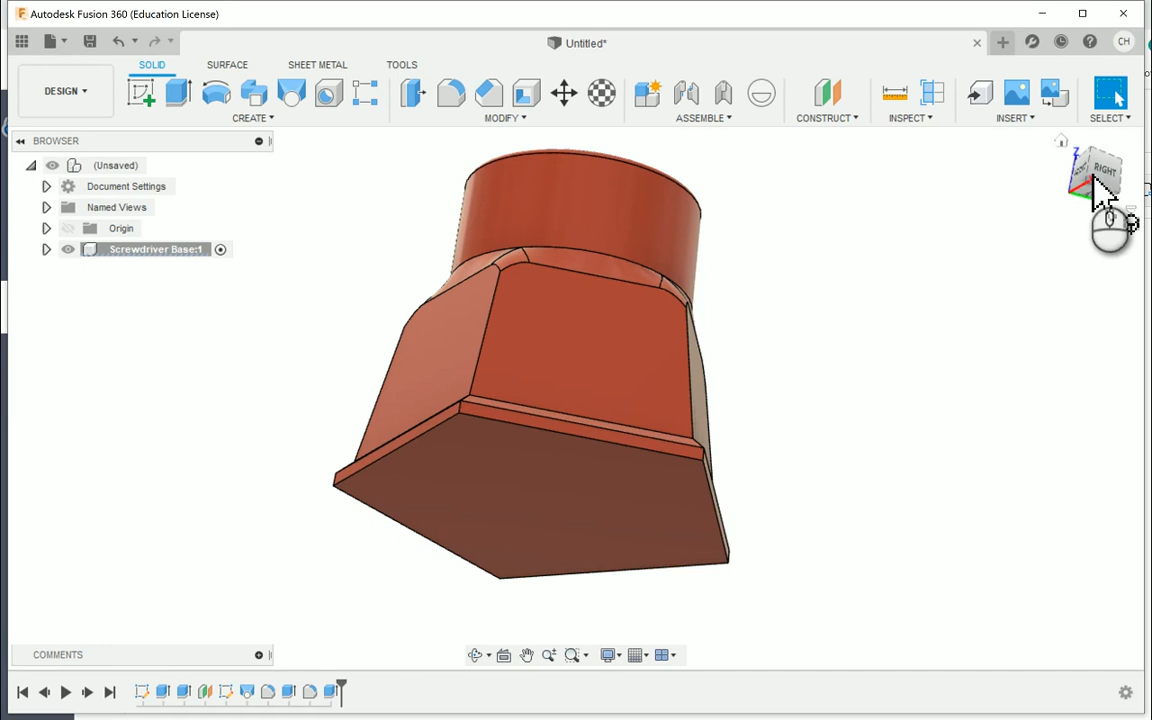 Autodesk Fusion 360 (Education License)
Untitled*
CH
SOLID
SURFACE
SHEET METAL
TOOLS
DESIGN
CREATE
MODIFY
ASSEMBLE
CONSTRUCT
INSPECT
INSERT
SELECT
BROWSER
(Unsaved)
Document Settings
Named Views
Origin
Screwdriver Base:1
Z
RIGHT
COMMENTS